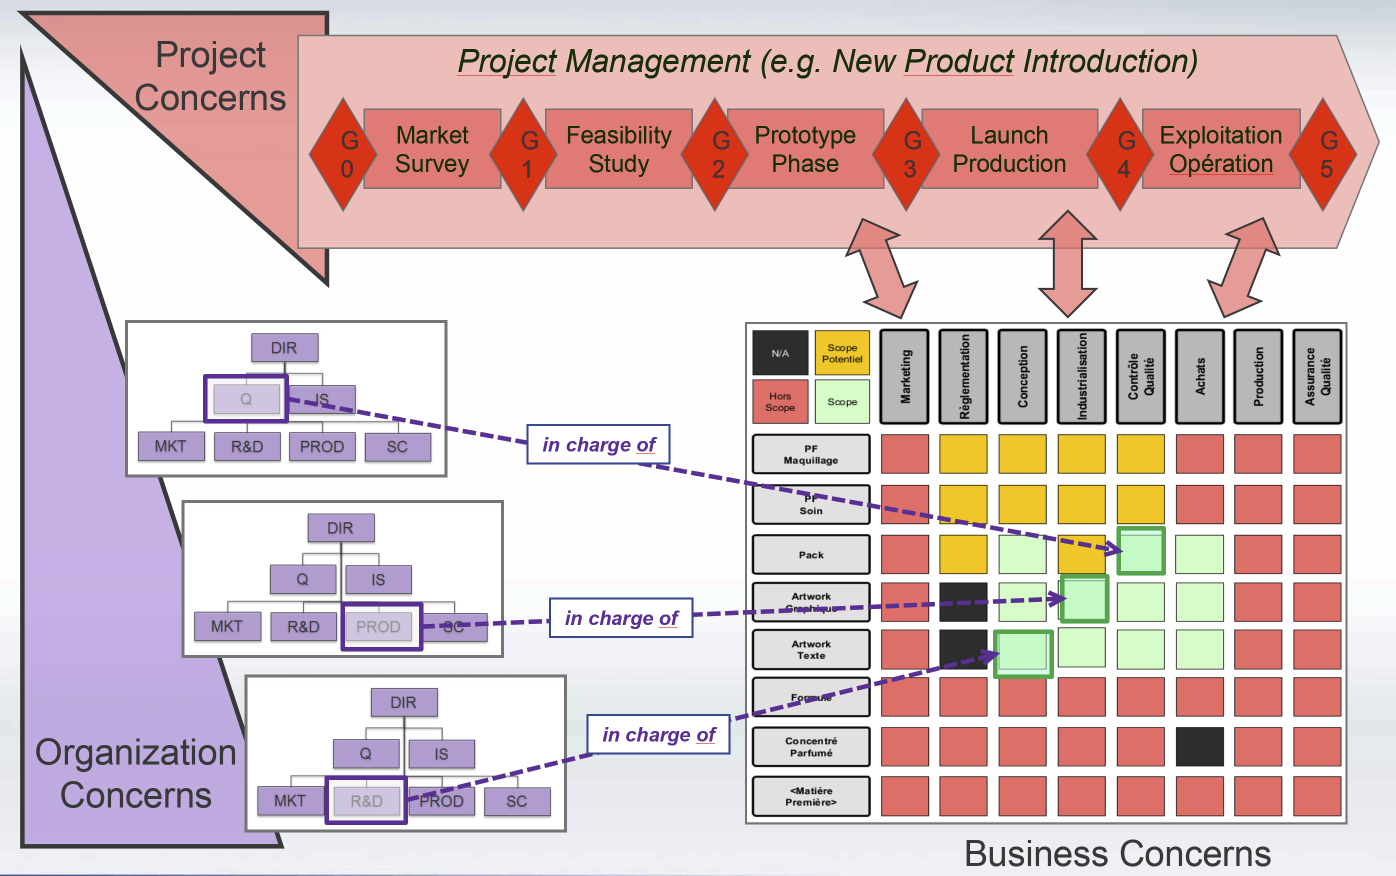 Project
Concerns
Project Management (e.g. New Product Introduction)
G
0
Market
Survey
G
1
Feasibility
Study
G
2
Prototype
Phase
G
3
Launch
Production
G
4
Exploitation
Opération
G
5
DIR
Q
IS
MKT
R&D
PROD
SC
in charge of
DIR
Q
IS
MKT
R&D
PROD
SC
in charge of
DIR
Q
IS
MKT
R&D
PROD
SC
in charge of
Organization
Concerns
N/A
Scope
Potentiel
Hors
Scope
Scope
Marketing
Règlementation
Conception
Industrialisation
Contrôle
Qualité
Achats
Production
Assurance
Qualité
PF
Maquillage
PF
Soin
Pack
Artwork
Graphique
Artwork
Texte
Formule
Concentré
Parfumé
<Matière
Première>
Business Concerns